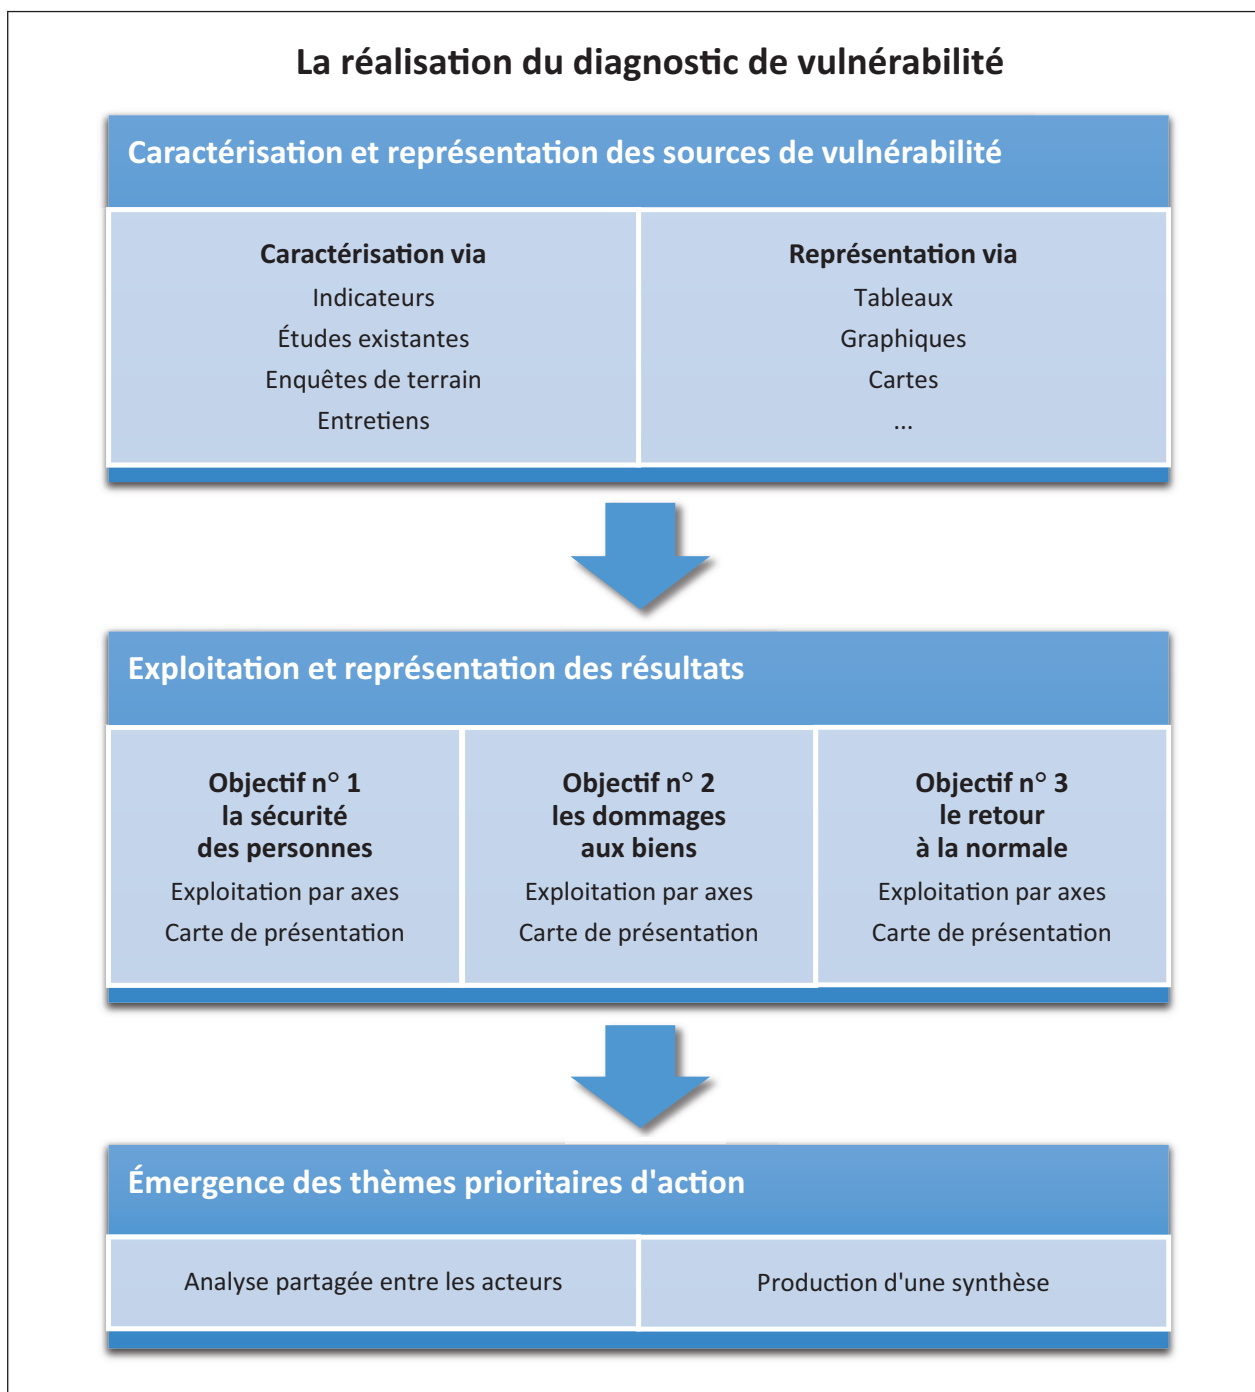 La réalisation du diagnostic de vulnérabilité
Caractérisation et représentation des sources de vulnérabilité
Caractérisation via
Indicateurs
Études existantes
Enquêtes de terrain
Entretiens
Représentation via
Tableaux
Graphiques
Cartes
...
Exploitation et représentation des résultats
Objectif n° 1
la sécurité
des personnes
Exploitation par axes
Carte de présentation
Objectif n° 2
les dommages
aux biens
Exploitation par axes
Carte de présentation
Objectif n° 3
le retour
à la normale
Exploitation par axes
Carte de présentation
Émergence des thèmes prioritaires d'action
Analyse partagée entre les acteurs
Production d'une synthèse